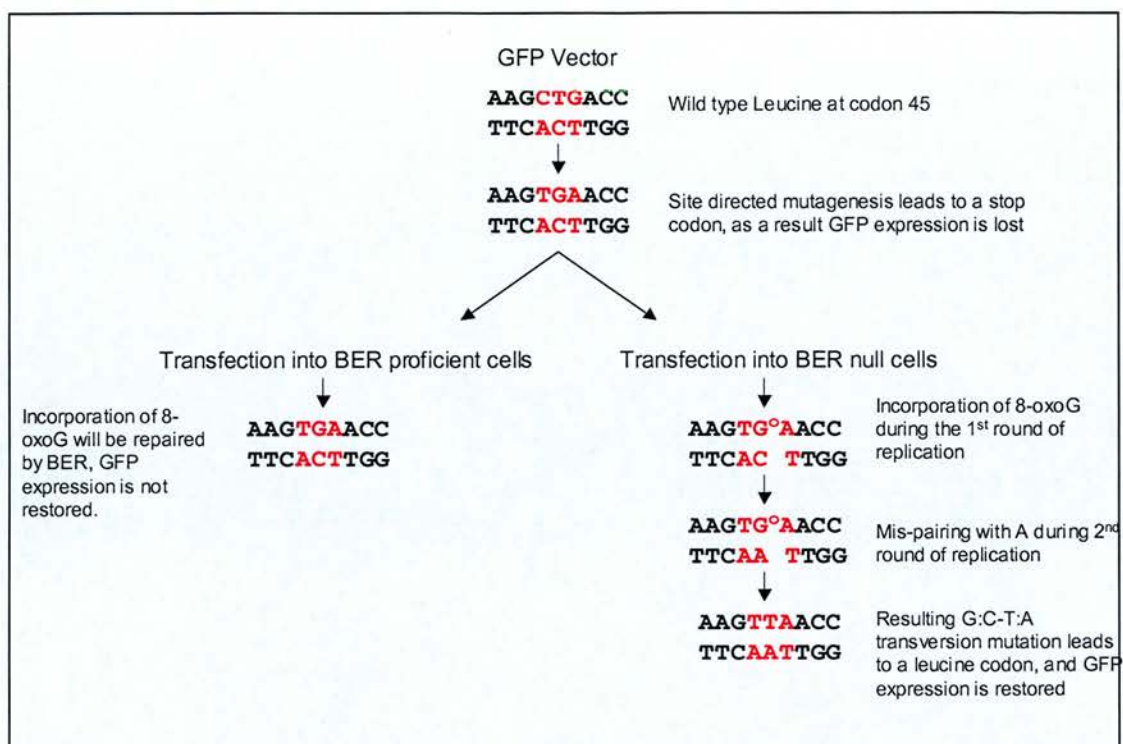 GFP Vector
AAGCTGACC
TTCACTTGG
Wild type Leucine at codon 45
AAGTGAACC
TTCACTTGG
Site directed mutagenesis leads to a stop
codon, as a result GFP expression is lost
Transfection into BER proficient cells
Incorporation of 8-
oxoG will be repaired
by BER, GFP
expression is not
restored.
AAGTGAACC
TTCACTTGG
Transfection into BER null cells
AAGTG°AACC
TTCAC TTGG
Incorporation of 8-oxoG
during the 1st round of
replication
AAGTG°AACC
TTCAA TTGG
Mis-pairing with A during 2nd
round of replication
AAGTTAACC
TTCAATTGG
Resulting G:C-T:A
transversion mutation leads
to a leucine codon, and GFP
expression is restored